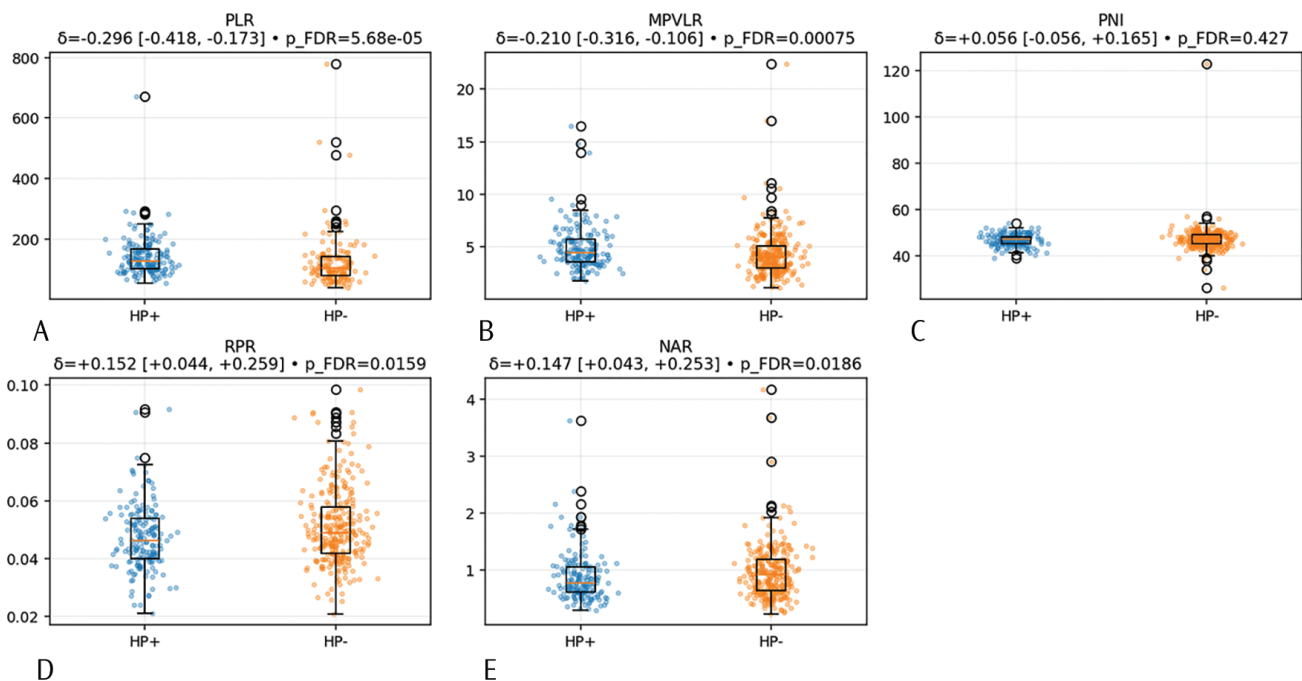 PLR
δ=-0.296 [-0.418, -0.173] • p_FDR=5.68e-05
800
600
400
200
HP+ HP-
A
MPVLR
δ=-0.210 [-0.316, -0.106] • p_FDR=0.00075
20
15
10
5
HP+ HP-
B
PNI
δ=+0.056 [-0.056, +0.165] • p_FDR=0.427
120
100
80
60
40
HP+ HP-
C
RPR
δ=+0.152 [+0.044, +0.259] • p_FDR=0.0159
0.10
0.08
0.06
0.04
0.02
HP+ HP-
D
NAR
δ=+0.147 [+0.043, +0.253] • p_FDR=0.0186
4
3
2
1
HP+ HP-
E